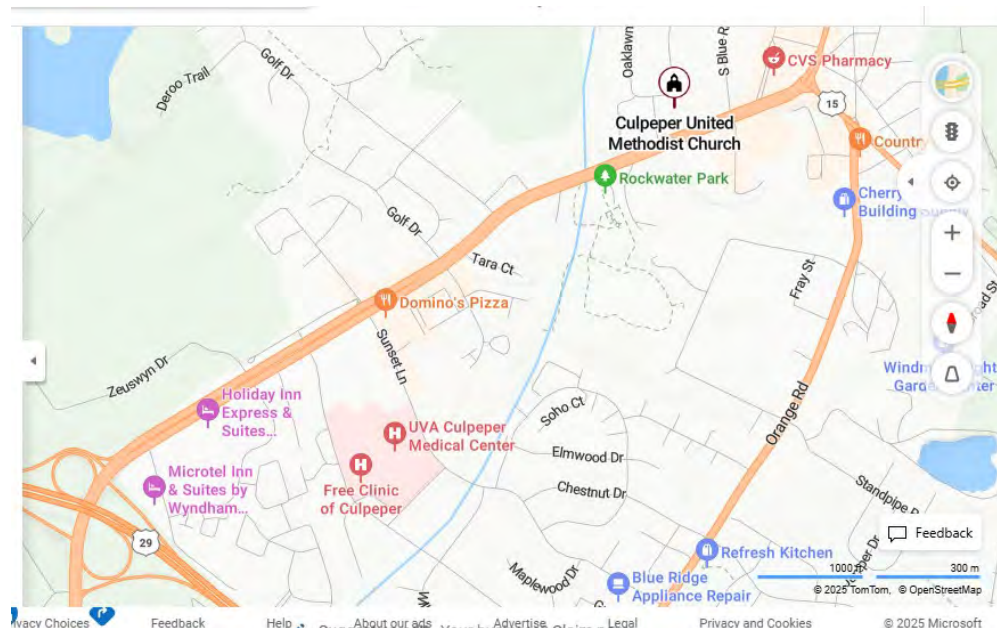 Golf Dr
Deroo Trail
Oaklawn
S Blue R
CVS Pharmacy
15
Culpeper United
Methodist Church
Country
Rockwater Park
Cherry
Building Supply
Golf Dr
Tara Ct
Fray St
Domino's Pizza
Sunset Ln
Zeuswyn Dr
Holiday Inn
Express &
Suites...
Soho Ct
Orange Rd
UVA Culpeper
Medical Center
Elmwood Dr
Microtel Inn
& Suites by
Wyndham...
Free Clinic
of Culpeper
Chestnut Dr
Standpipe
29
Feedback
Refresh Kitchen
Maplewood Dr
Blue Ridge
Appliance Repair
1000 ft
300 m
© 2025 TomTom, © OpenStreetMap
ivacy Choices
Feedback
Help
About our ads
Advertise
Legal
Privacy and Cookies
© 2025 Microsoft